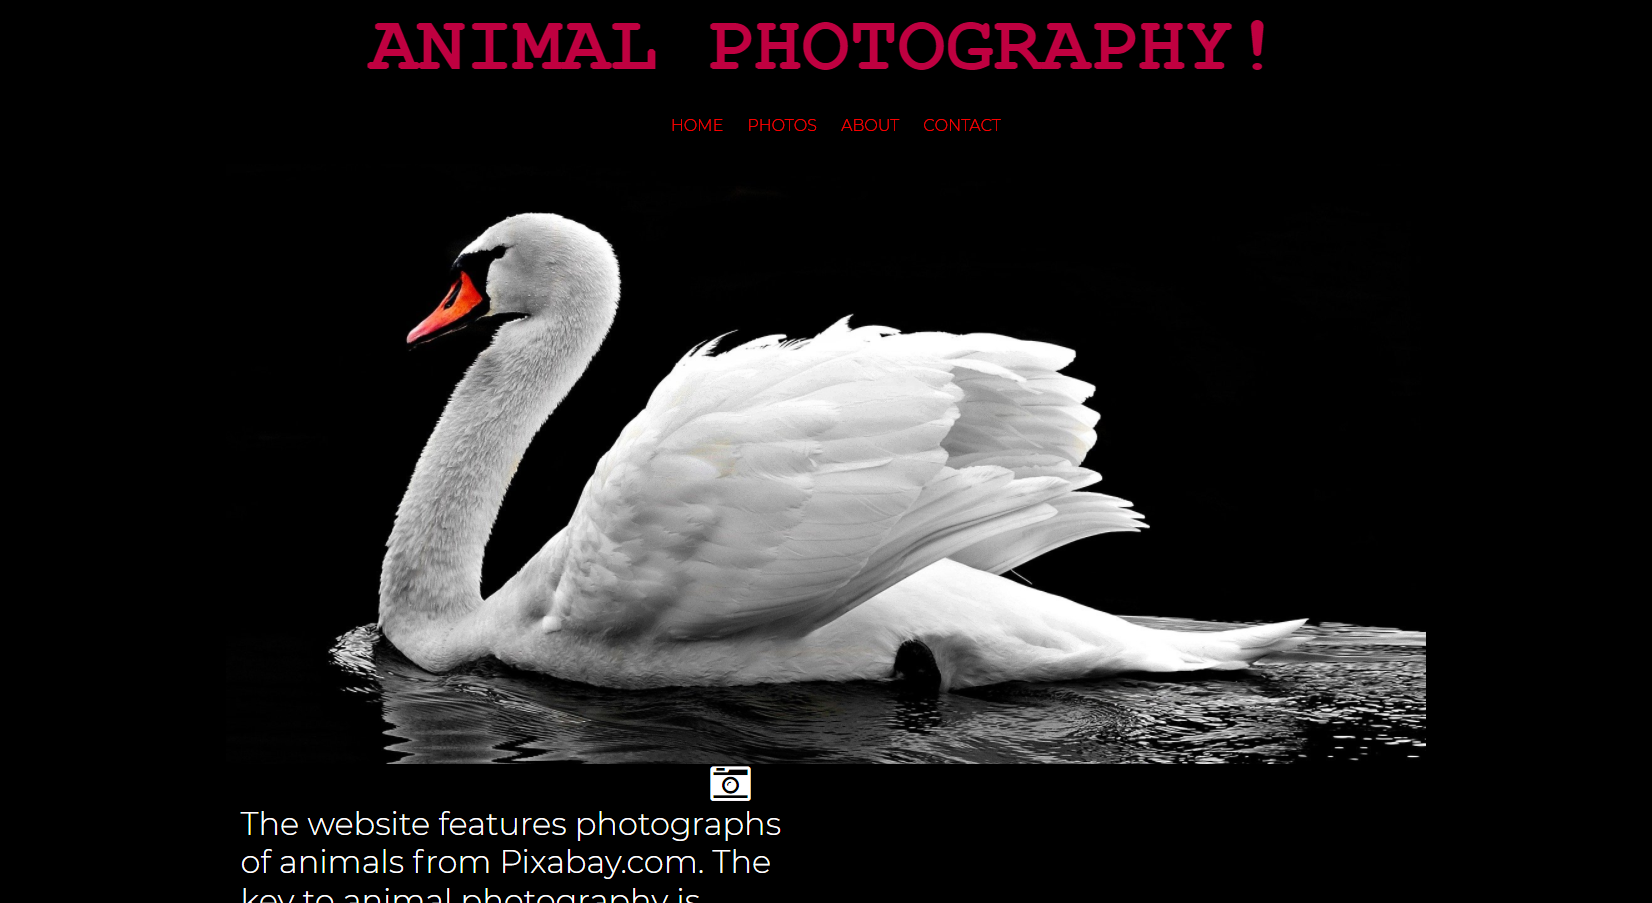 ANIMAL PHOTOGRAPHY!
HOME PHOTOS ABOUT CONTACT
The website features photographs
of animals from Pixabay.com. The
key to animal photography is